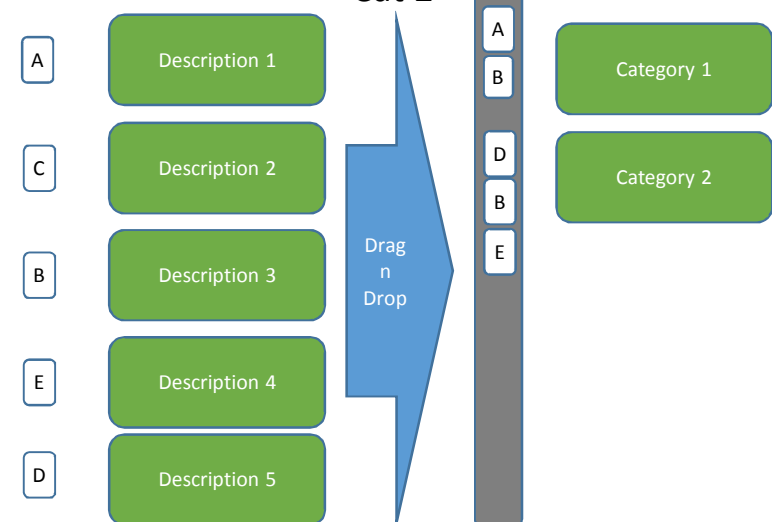 A
Description 1
C
Description 2
B
Description 3
E
Description 4
D
Description 5
Drag
n
Drop
A
B
D
B
E
Category 1
Category 2